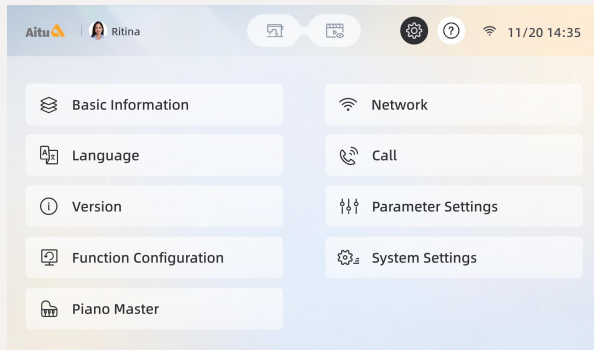 Aitu Ritina 11/20 14:35
Basic Information
Network
Language
Call
Version
Parameter Settings
Function Configuration
System Settings
Piano Master